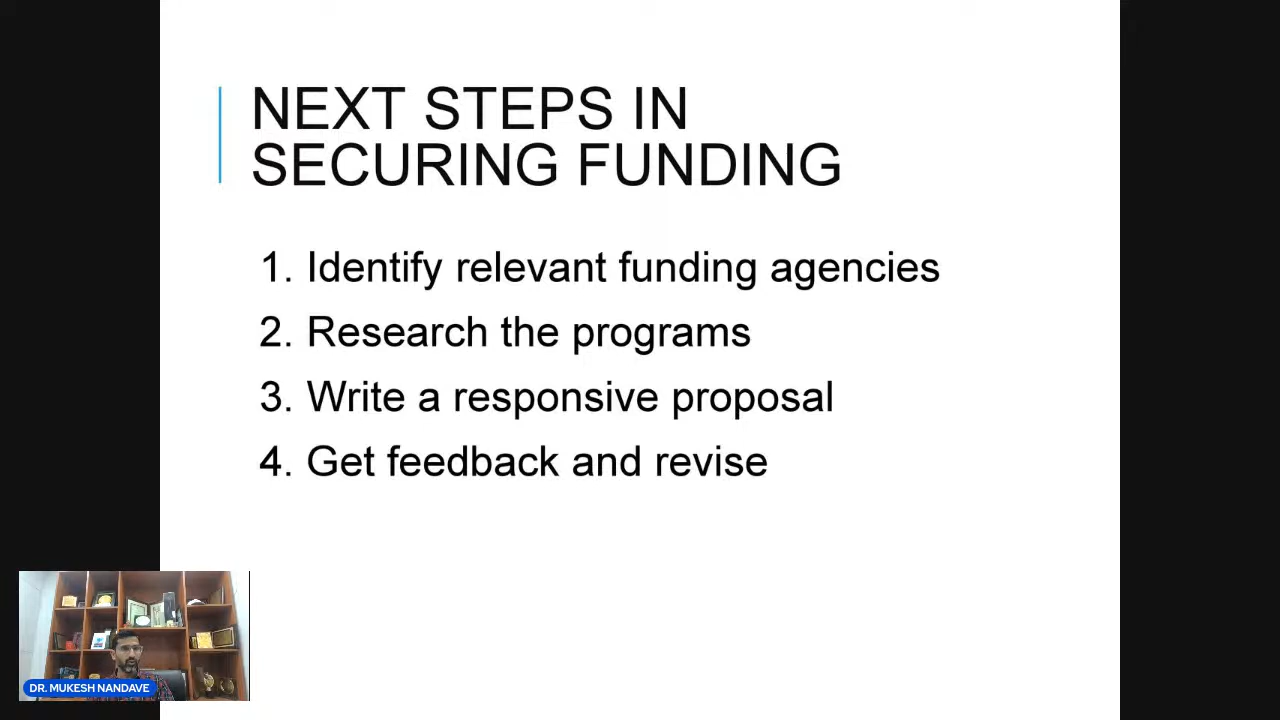 NEXT STEPS IN
SECURING FUNDING
1. Identify relevant funding agencies
2. Research the programs
3. Write a responsive proposal
4. Get feedback and revise
DR. MUKESH NANDAVE